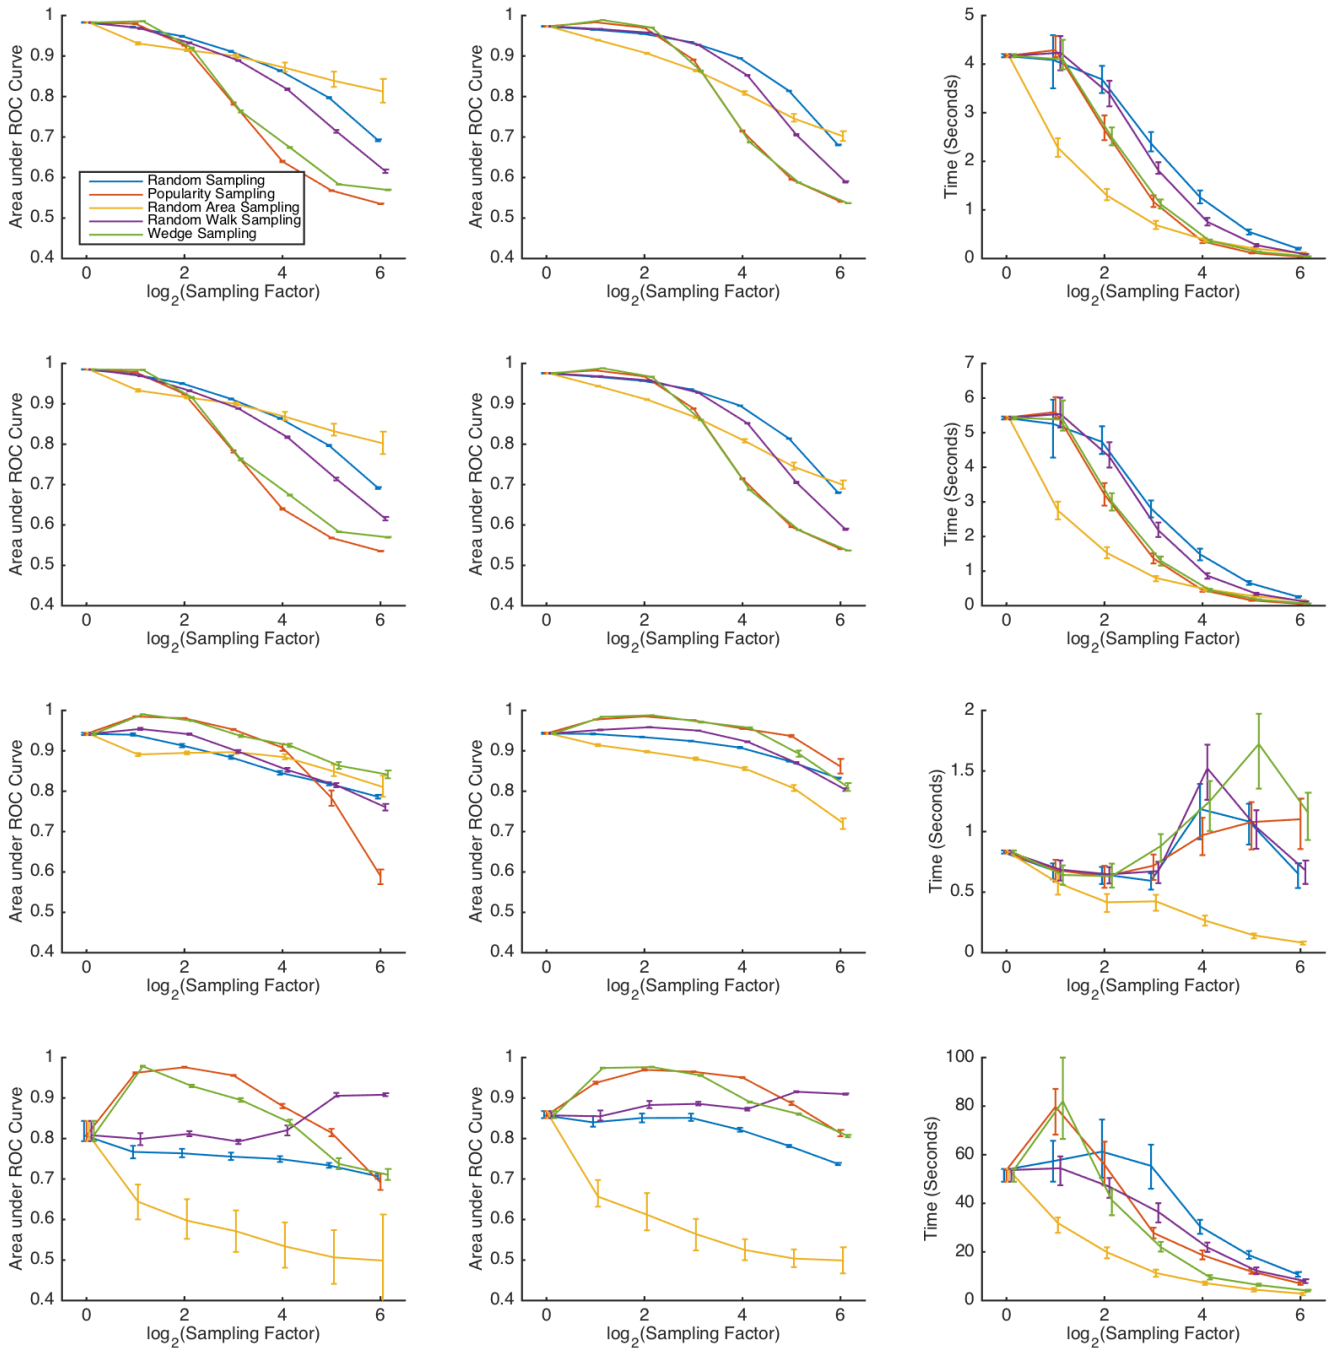 1
0.9
0.8
0.7
0.6
0.5
0.4
Area under ROC Curve
Random Sampling
Popularity Sampling
Random Area Sampling
Random Walk Sampling
Wedge Sampling
0 2 4 6
log2(Sampling Factor)
1
0.9
0.8
0.7
0.6
0.5
0.4
Area under ROC Curve
0 2 4 6
log2(Sampling Factor)
5
4
3
2
1
0
Time (Seconds)
0 2 4 6
log2(Sampling Factor)
1
0.9
0.8
0.7
0.6
0.5
0.4
Area under ROC Curve
0 2 4 6
log2(Sampling Factor)
1
0.9
0.8
0.7
0.6
0.5
0.4
Area under ROC Curve
0 2 4 6
log2(Sampling Factor)
7
6
5
4
3
2
1
0
Time (Seconds)
0 2 4 6
log2(Sampling Factor)
1
0.9
0.8
0.7
0.6
0.5
0.4
Area under ROC Curve
0 2 4 6
log2(Sampling Factor)
1
0.9
0.8
0.7
0.6
0.5
0.4
Area under ROC Curve
0 2 4 6
log2(Sampling Factor)
2
1.5
1
0.5
0
Time (Seconds)
0 2 4 6
log2(Sampling Factor)
1
0.9
0.8
0.7
0.6
0.5
0.4
Area under ROC Curve
0 2 4 6
log2(Sampling Factor)
1
0.9
0.8
0.7
0.6
0.5
0.4
Area under ROC Curve
0 2 4 6
log2(Sampling Factor)
100
80
60
40
20
0
Time (Seconds)
0 2 4 6
log2(Sampling Factor)